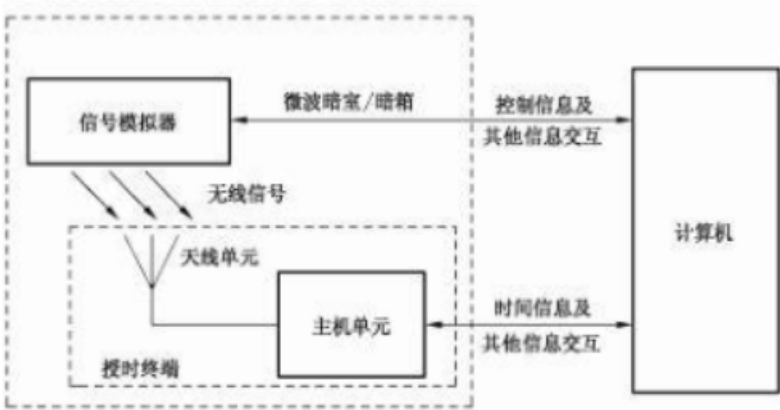 信号模拟器
微波暗室/暗箱
控制信息及
其他信息交互
无线信号
天线单元
计算机
主机单元
时间信息及
其他信息交互
授时终端